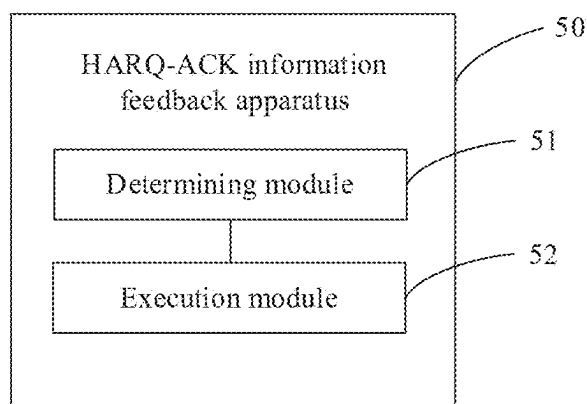 50
HARQ-ACK information
feedback apparatus
51
Determining module
52
Execution module